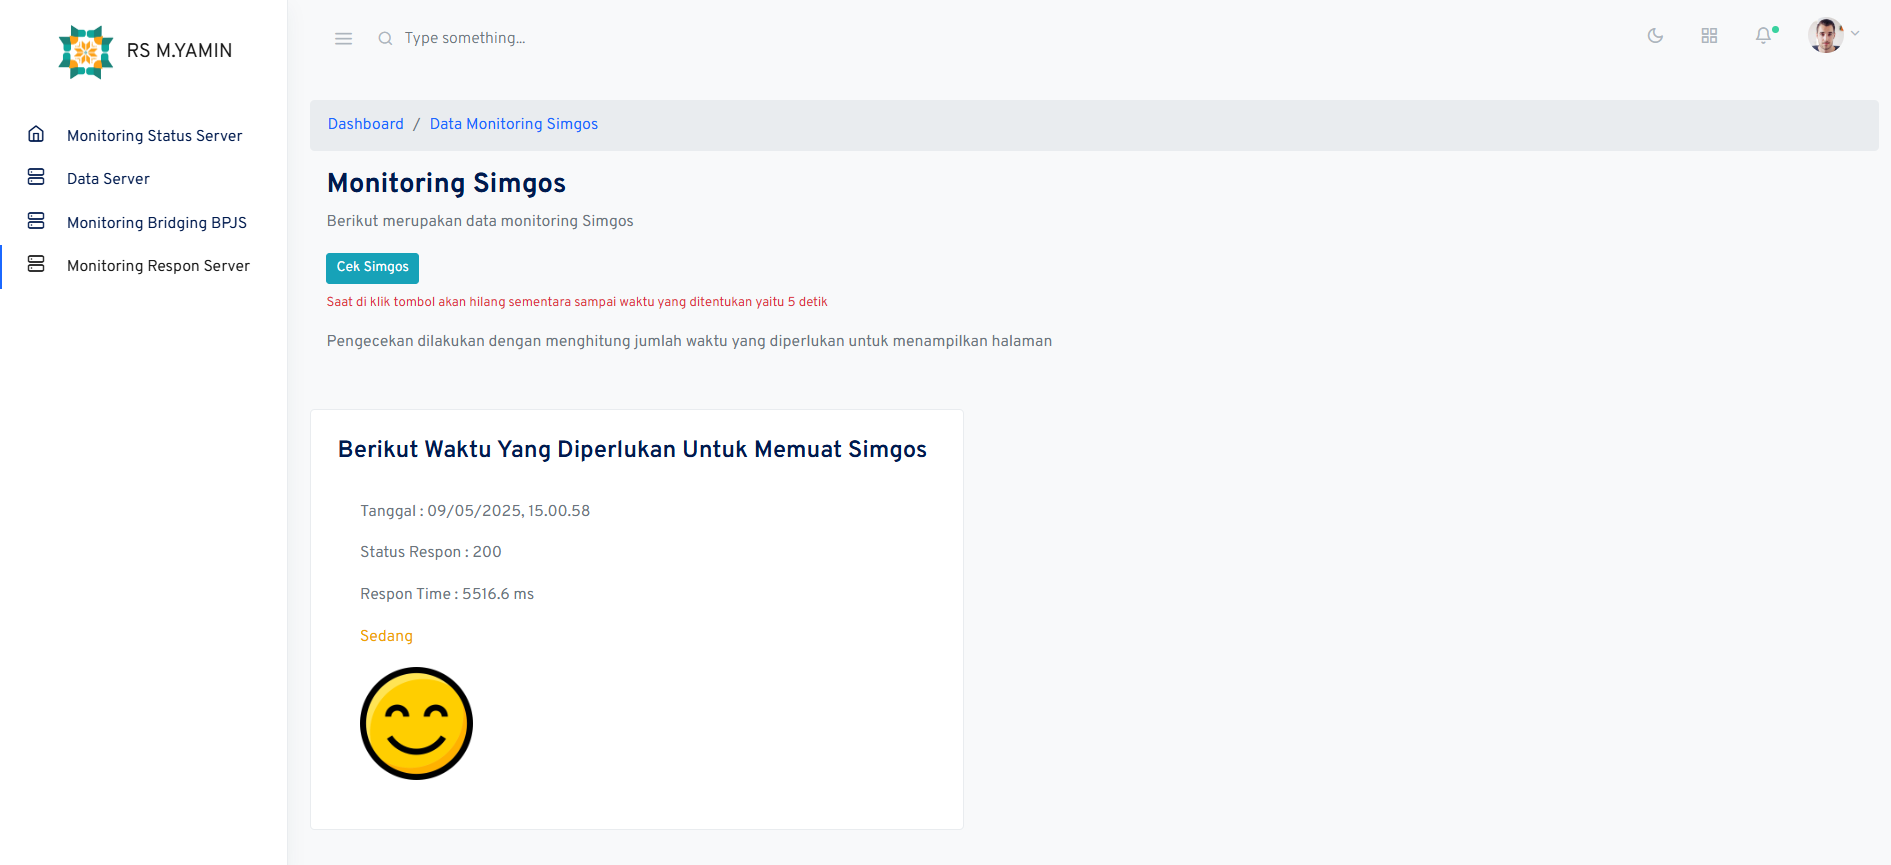 RS M.YAMIN
Type something...
Monitoring Status Server
Data Server
Monitoring Bridging BPJS
Monitoring Respon Server
Dashboard / Data Monitoring Simgos
Monitoring Simgos
Berikut merupakan data monitoring Simgos
Cek Simgos
Saat di klik tombol akan hilang sementara sampai waktu yang ditentukan yaitu 5 detik
Pengecekan dilakukan dengan menghitung jumlah waktu yang diperlukan untuk menampilkan halaman
Berikut Waktu Yang Diperlukan Untuk Memuat Simgos
Tanggal : 09/05/2025, 15.00.58
Status Respon : 200
Respon Time : 5516.6 ms
Sedang